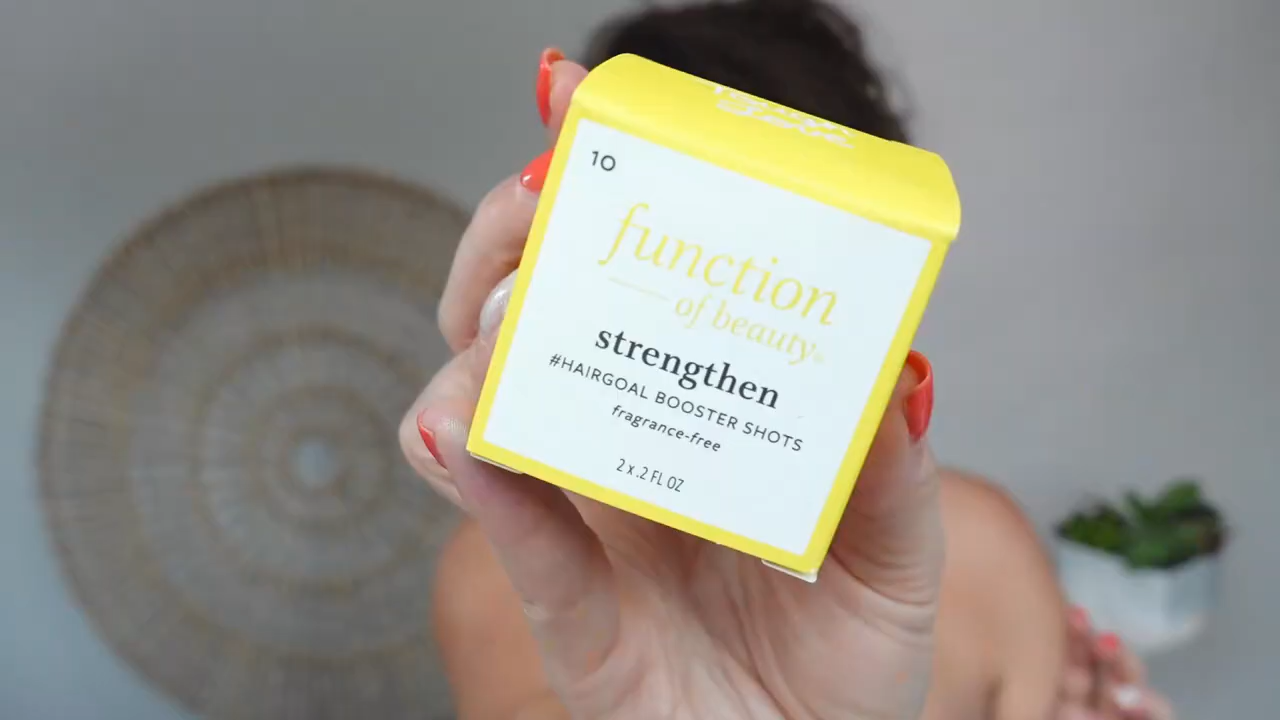 10
function
of beauty®
strengthen
#HAIRGOAL BOOSTER SHOTS
fragrance-free
2 x .2 FL OZ